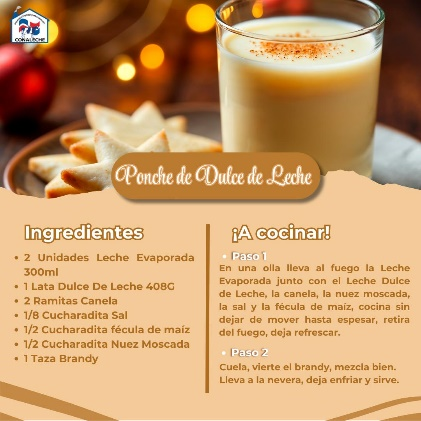 CONALECHE
Ponche de Dulce de Leche
Ingredientes
2 Unidades Leche Evaporada
300ml
1 Lata Dulce De Leche 408G
2 Ramitas Canela
1/8 Cucharadita Sal
1/2 Cucharadita fécula de maíz
1/2 Cucharadita Nuez Moscada
1 Taza Brandy
¡A cocinar!
Paso 1
En una olla lleva al fuego la Leche
Evaporada junto con el Leche Dulce
de Leche, la canela, la nuez moscada,
la sal y la fécula de maíz, cocina sin
dejar de mover hasta espesar, retira
del fuego, deja refrescar.
Paso 2
Cuela, vierte el brandy, mezcla bien.
Lleva a la nevera, deja enfriar y sirve.